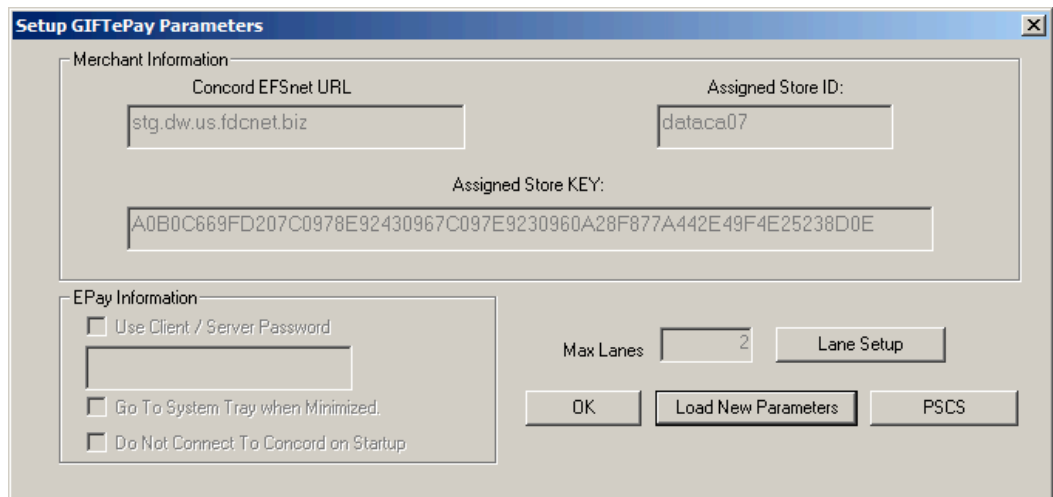 Setup GIFTePay Parameters
Merchant Information
Concord EFSnet URL
Assigned Store ID:
stg.dw.us.fdcnet.biz
dataca07
Assigned Store KEY:
A0B0C669FD207C0978E92430967C097E9230960A28F877A442E49F4E25238D0E
EPay Information
Use Client / Server Password
Max Lanes
2
Lane Setup
Go To System Tray when Minimized.
OK
Load New Parameters
PSCS
Do Not Connect To Concord on Startup